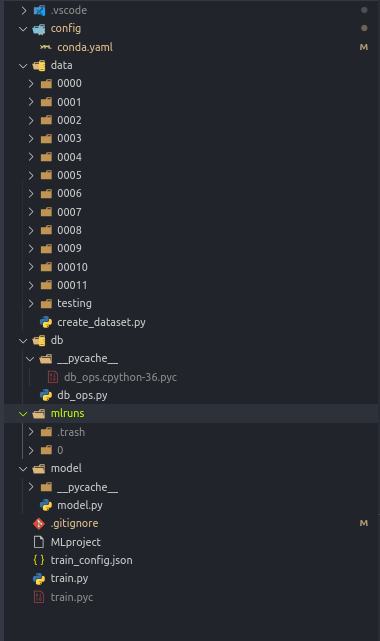 .vscode
config
conda.yaml M
data
0000
0001
0002
0003
0004
0005
0006
0007
0008
0009
00010
00011
testing
create_dataset.py
db
__pycache__
db_ops.cpython-36.pyc
db_ops.py
mlruns
.trash
0
model
__pycache__
model.py
.gitignore M
MLproject
{} train_config.json
train.py
train.pyc